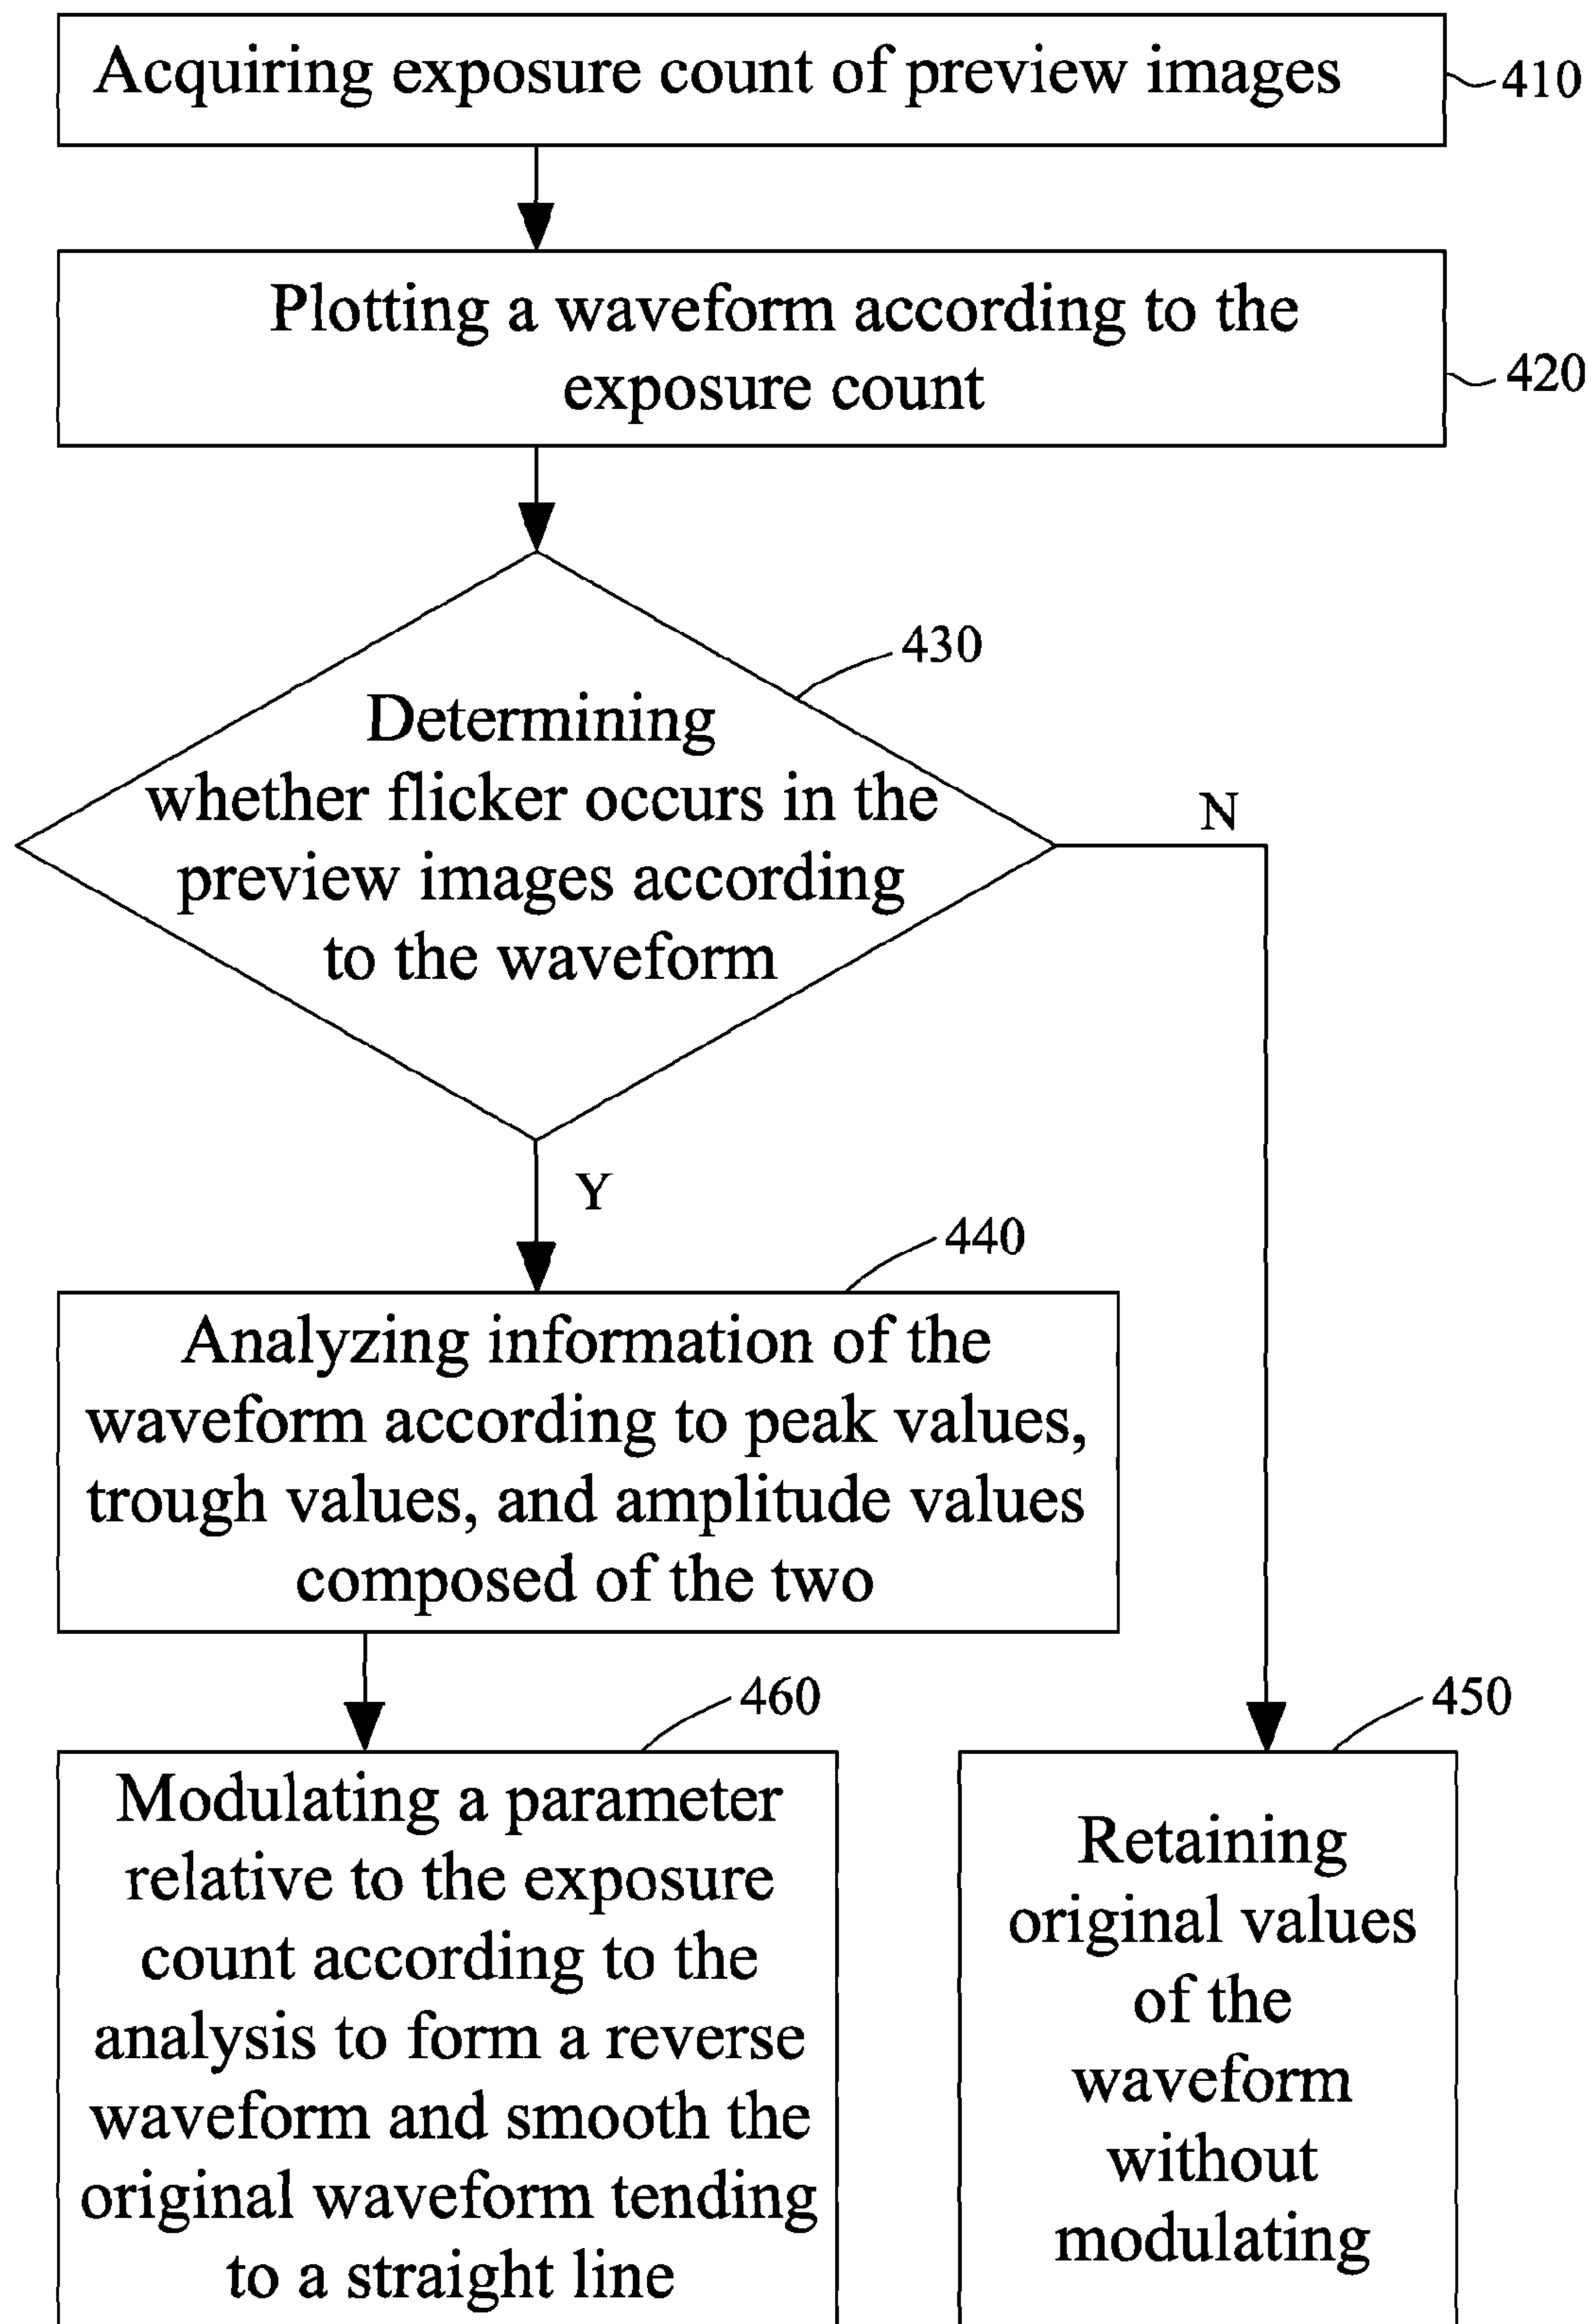 Acquiring exposure count of preview images
410
Plotting a waveform according to the
exposure count
420
430
Determining
whether flicker occurs in the
preview images according
to the waveform
N
Y
440
Analyzing information of the
waveform according to peak values,
trough values, and amplitude values
composed of the two
460
Modulating a parameter
relative to the exposure
count according to the
analysis to form a reverse
waveform and smooth the
original waveform tending
to a straight line
450
Retaining
original values
of the
waveform
without
modulating